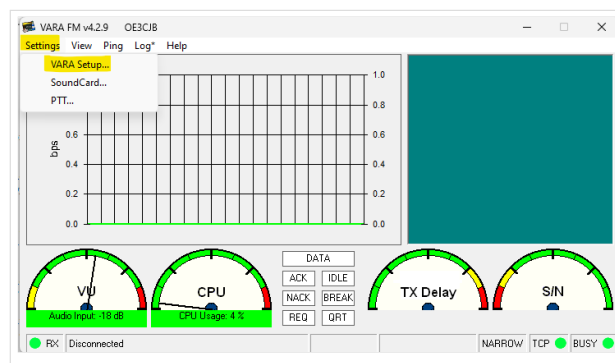 VARA FM v4.2.9 OE3CJB
Settings View Ping Log* Help
VARA Setup...
SoundCard...
PTT...
1.0
0.8
0.6 0.6
0.4 0.4
0.2 0.2
0.0 0.0
bps
DATA
ACK IDLE
NACK BREAK
REQ QRT
VU
Audio Input: -18 dB
CPU
CPU Usage: 4 %
TX Delay
S/N
RX Disconnected NARROW TCP BUSY